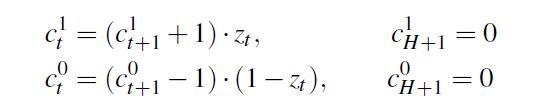 c_t^1 = (c_{t+1}^1 + 1) · z_t, c_{H+1}^1 = 0
c_t^0 = (c_{t+1}^0 − 1) · (1 − z_t), c_{H+1}^0 = 0